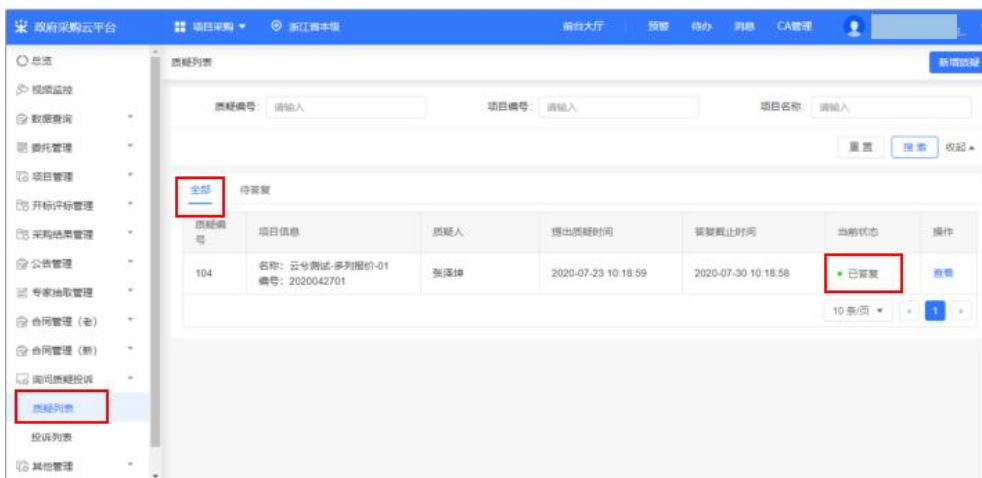 政府采购云平台
项目采购
浙江省本级
前台大厅
预警
待办
消息
CA管理
总览
视频监控
数据查询
委托管理
项目管理
开标评标管理
采购结果管理
公告管理
专家抽取管理
合同管理（老）
合同管理（新）
询问质疑投诉
质疑列表
投诉列表
其他管理
质疑列表
新增质疑
质疑编号: 请输入
项目编号: 请输入
项目名称: 请输入
重置
搜索
收起
全部
待答复
质疑编
号
项目信息
质疑人
提出质疑时间
答复截止时间
当前状态
操作
104
名称: 云兮测试-多列报价-01
编号: 2020042701
张泽坤
2020-07-23 10:18:59
2020-07-30 10:18:58
已答复
查看
10 条/页
1